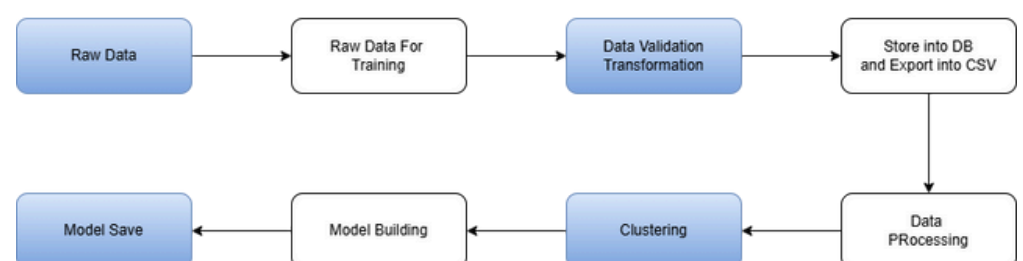 Raw Data
Raw Data For
Training
Data Validation
Transformation
Store into DB
and Export into CSV
Model Save
Model Building
Clustering
Data
PRocessing